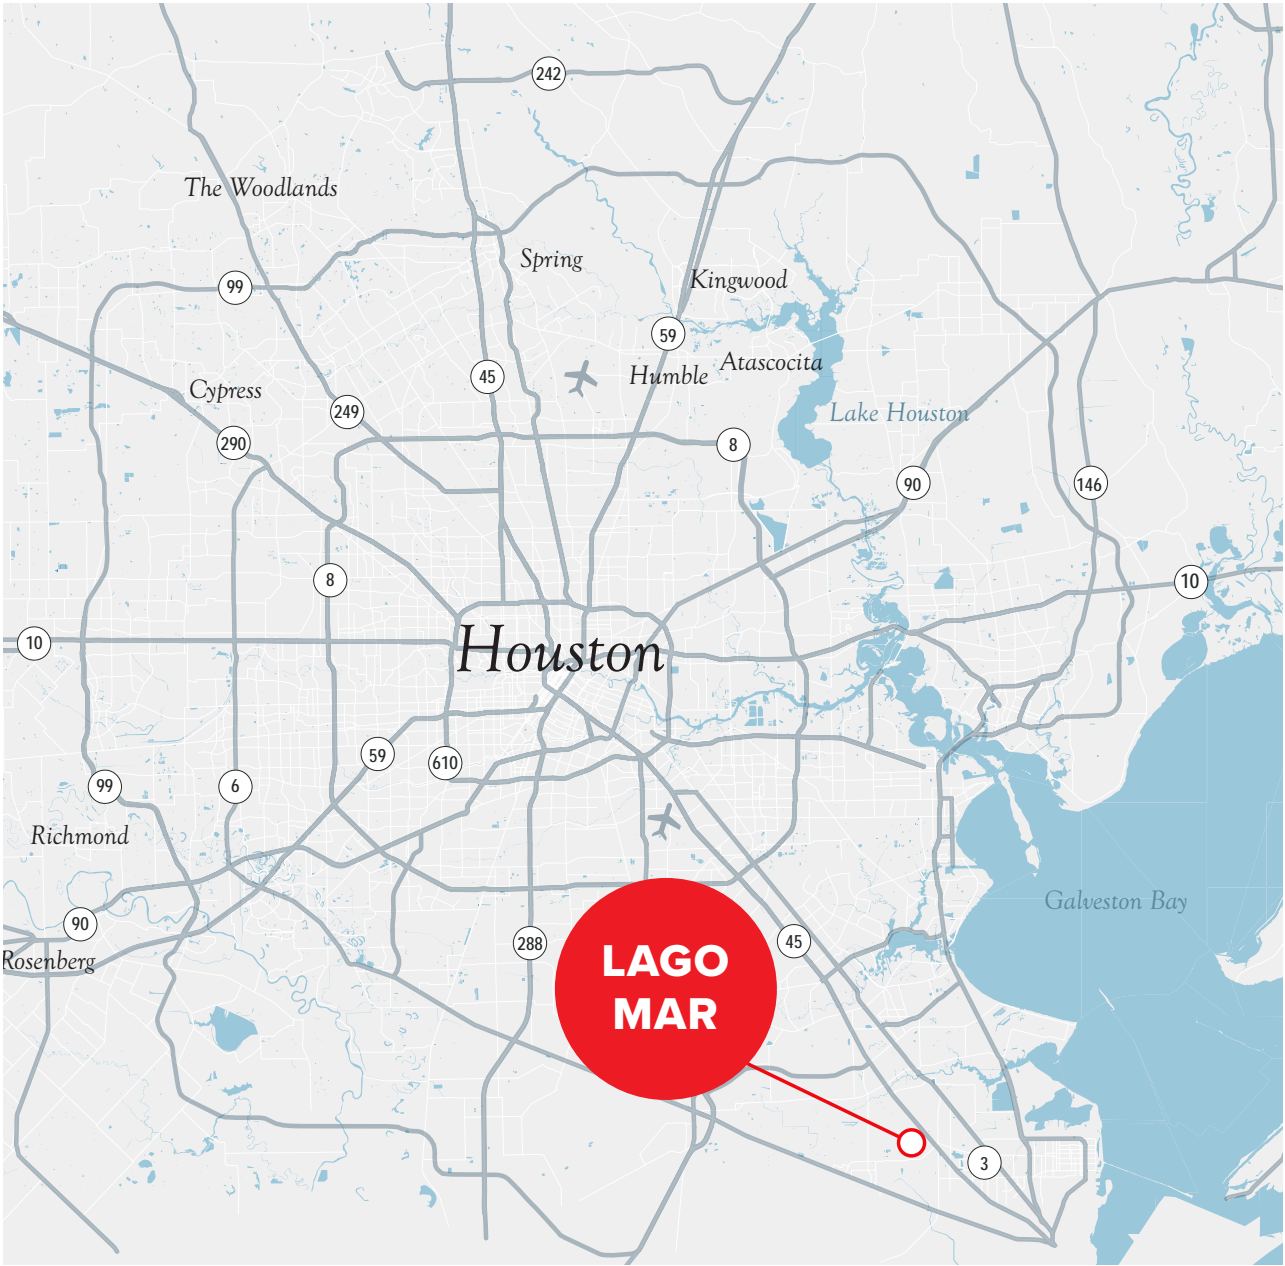 242
The Woodlands
Spring
Kingwood
99
59
Atascocita
Humble
45
Cypress
249
Lake Houston
290
8
90
146
8
10
10
Houston
59
610
99
6
Richmond
Galveston Bay
90
288
45
LAGO
MAR
Rosenberg
3